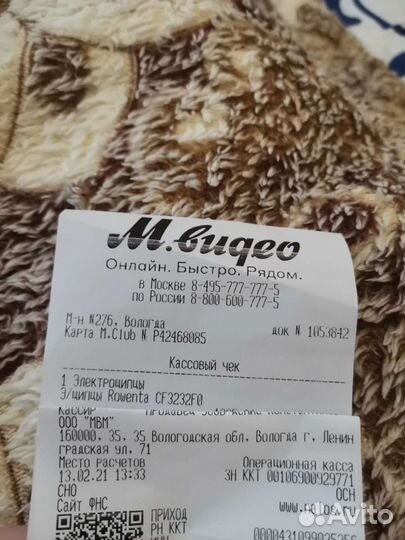 М.видео
Онлайн. Быстро. Рядом.
в Москве 8-495-777-777-5
по России 8-800-600-777-5
М-н N276, Вологда
док N 1053842
Карта M.Club N P42468085
Кассовый чек
1 Электрощипцы
Э/щипцы Rowenta CF3232F0
ООО "МВМ"
160000, 35, 35 Вологодская обл, Вологда г, Ленин
градская ул, 71
Место расчетов Операционная касса
13.02.21 13:33 ЗН ККТ 00106900929771
СНО ОСН
Сайт ФНС
ПРИХОД
РН ККТ
Avito